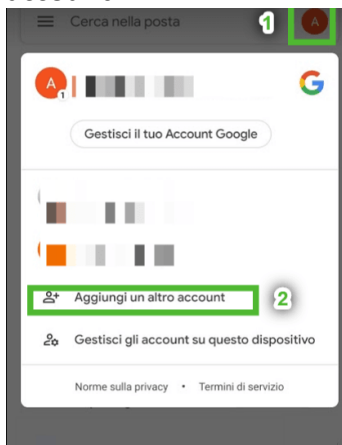 Cerca nella posta
1
A
A
1
G
Gestisci il tuo Account Google
Aggiungi un altro account
2
Gestisci gli account su questo dispositivo
Norme sulla privacy • Termini di servizio